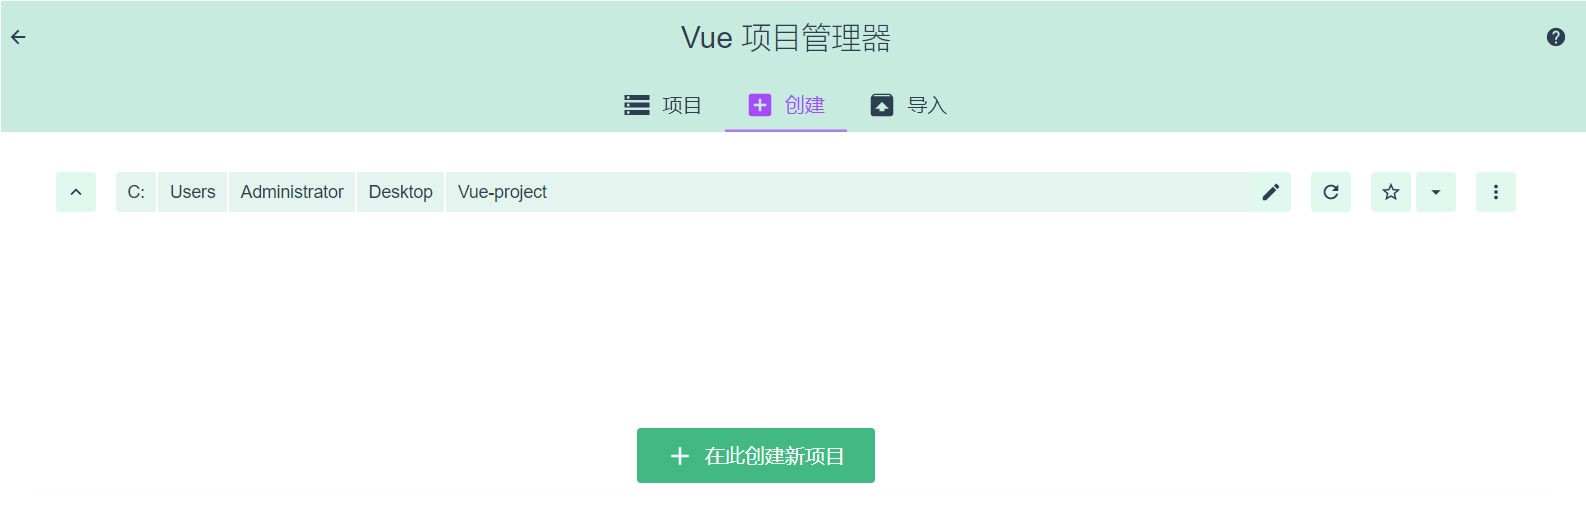 Vue 项目管理器
项目 创建 导入
C: Users Administrator Desktop Vue-project
在此创建新项目